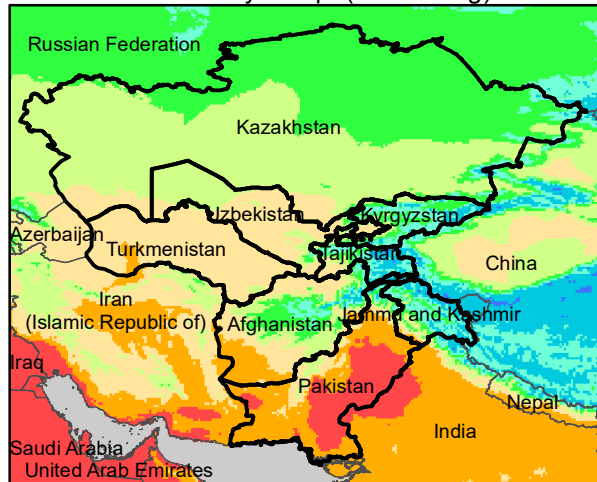 Russian Federation
Kazakhstan
Uzbekistan
Kyrgyzstan
Azerbaijan
Turkmenistan
Tajikistan
China
Iran
(Islamic Republic of)
Afghanistan
Jammu and Kashmir
Iraq
Pakistan
Nepal
India
Saudi Arabia
United Arab Emirates